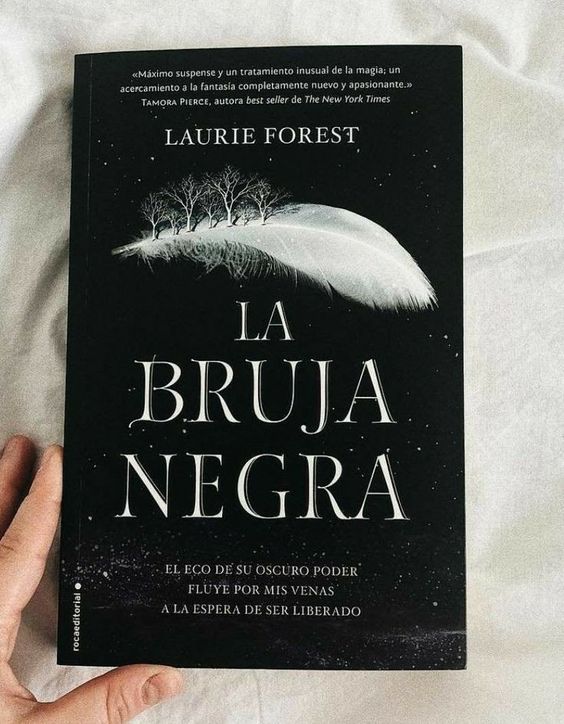 «Máximo suspense y un tratamiento inusual de la magia; un
acercamiento a la fantasía completamente nuevo y apasionante.»
TAMORA PIERCE, autora best seller de The New York Times
LAURIE FOREST
LA
BRUJA
NEGRA
EL ECO DE SU OSCURO PODER
FLUYE POR MIS VENAS
A LA ESPERA DE SER LIBERADO
rocaeditorial